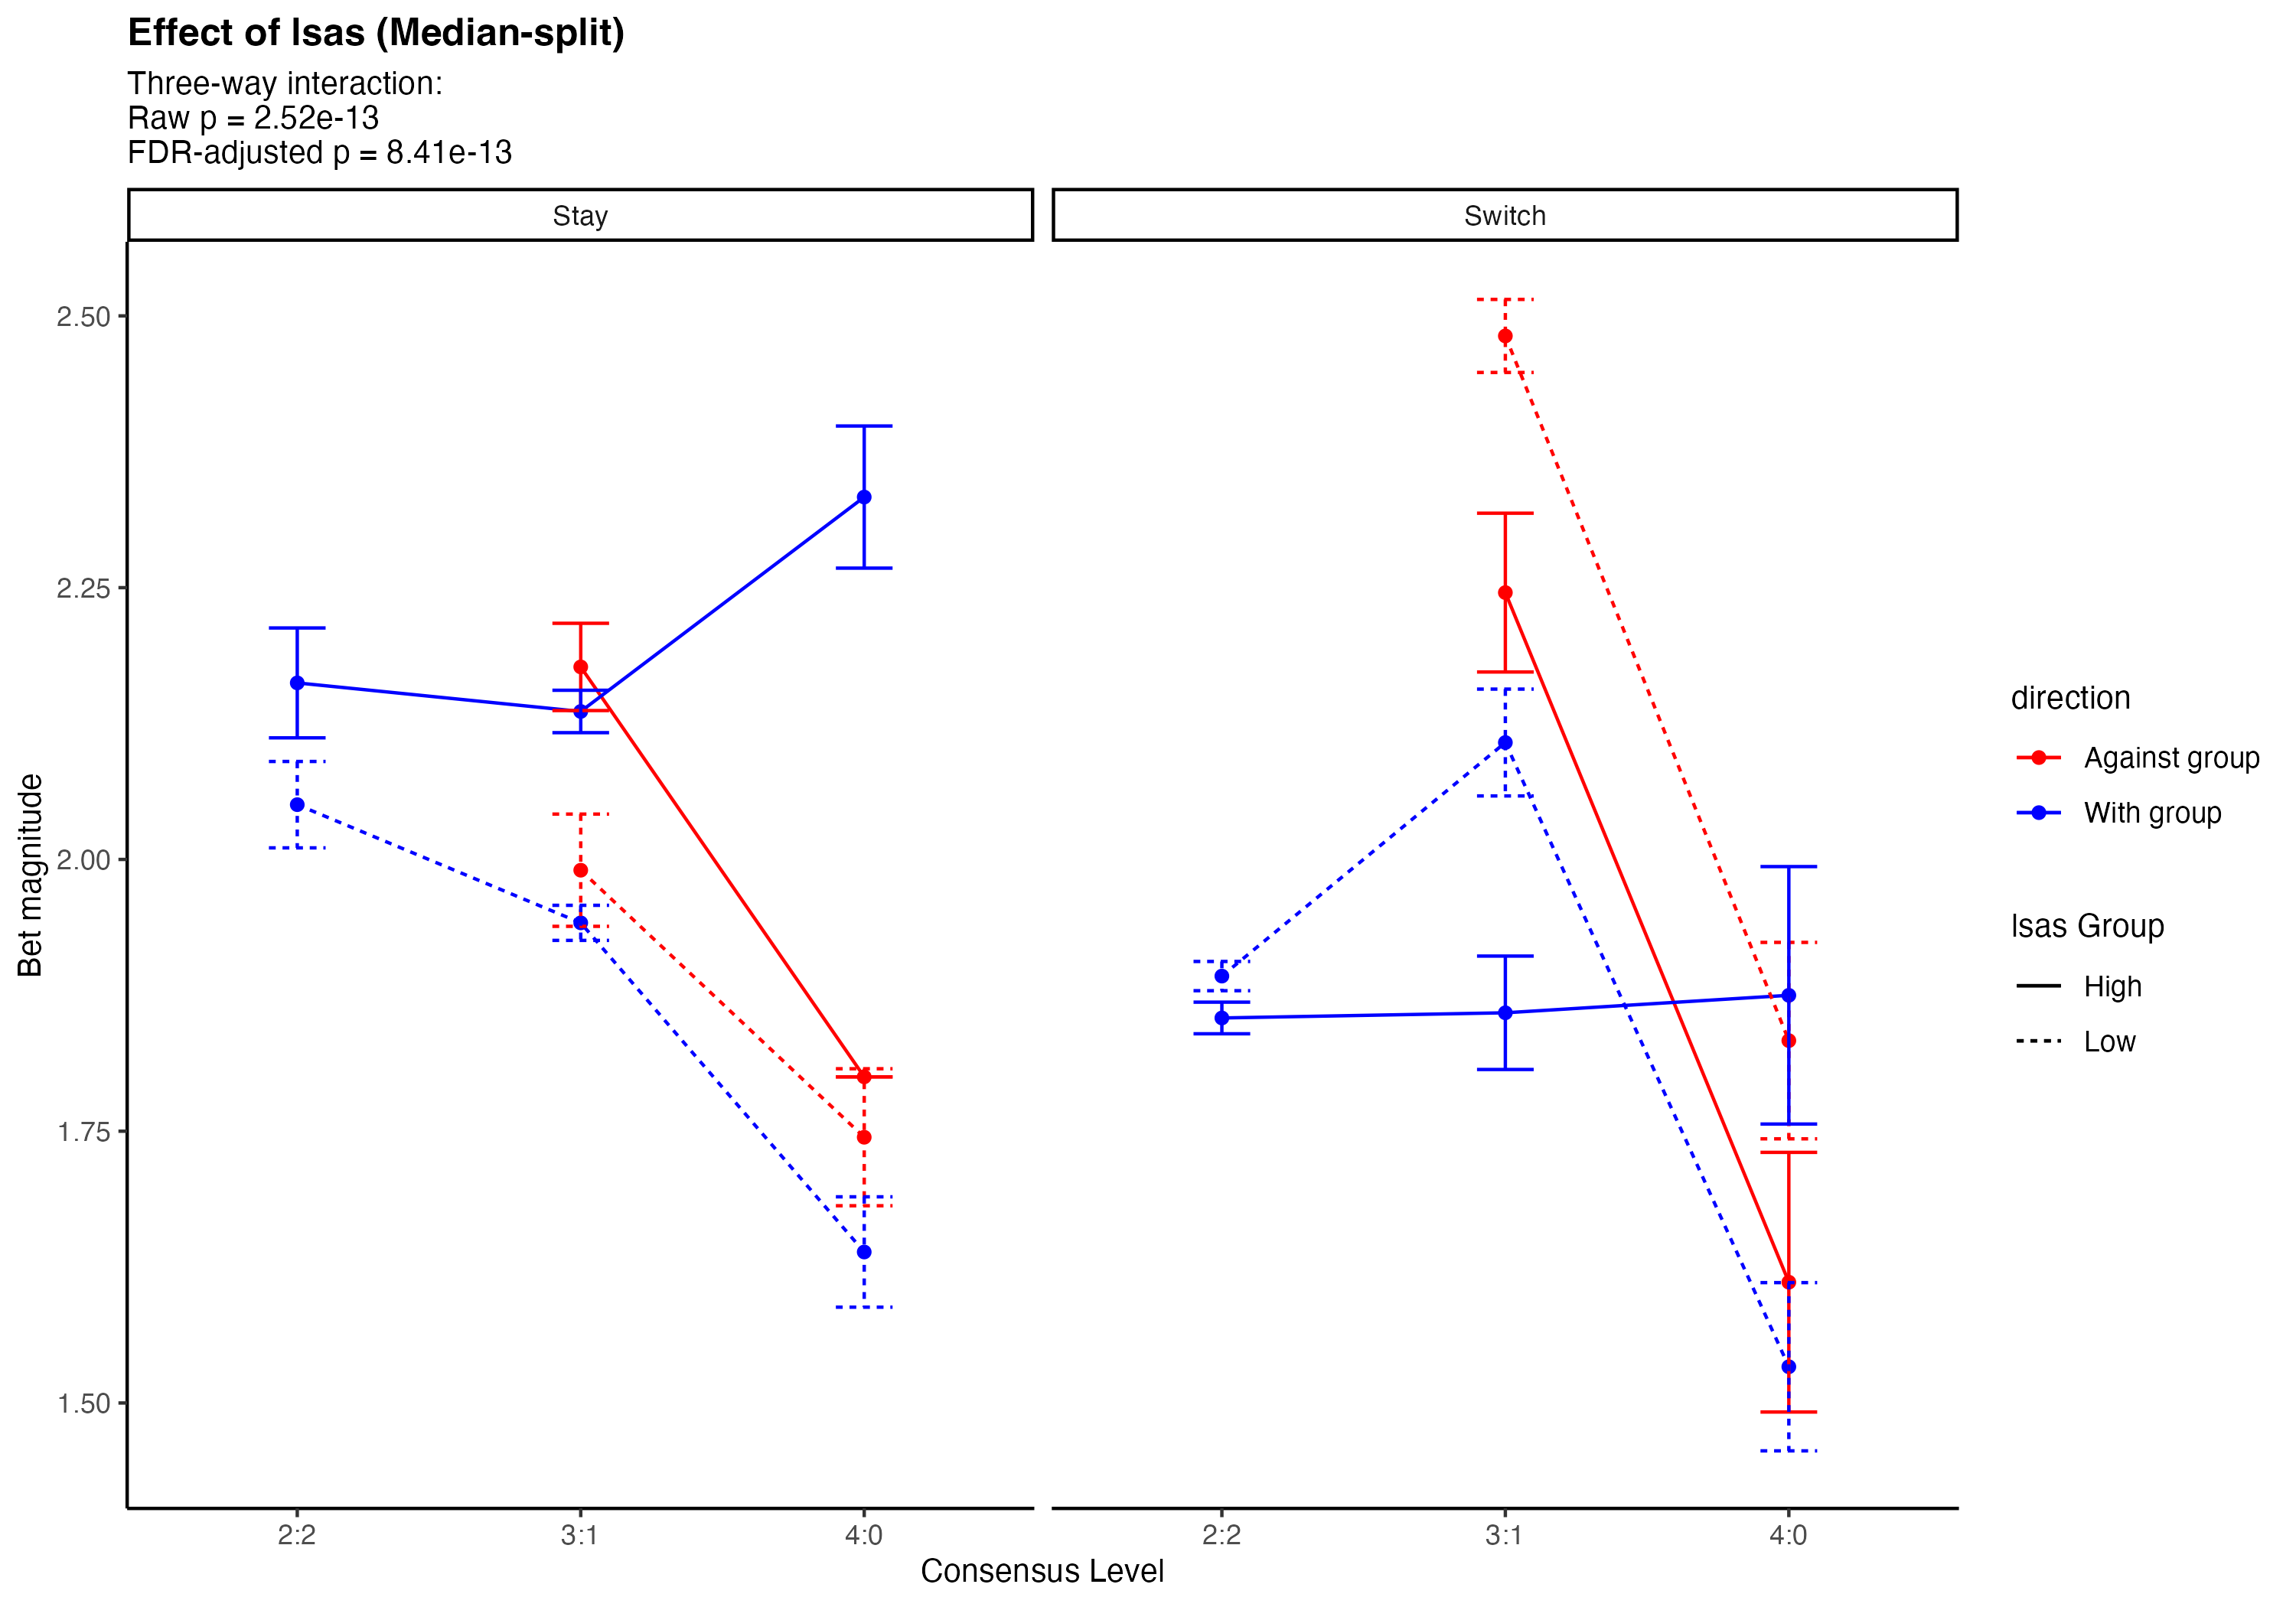 Effect of lsas (Median-split)
Three-way interaction:
Raw p = 2.52e-13
FDR-adjusted p = 8.41e-13
Stay
Switch
2.50
2.25
2.00
1.75
1.50
Bet magnitude
2:2
3:1
4:0
2:2
3:1
4:0
Consensus Level
direction
Against group
With group
lsas Group
High
Low